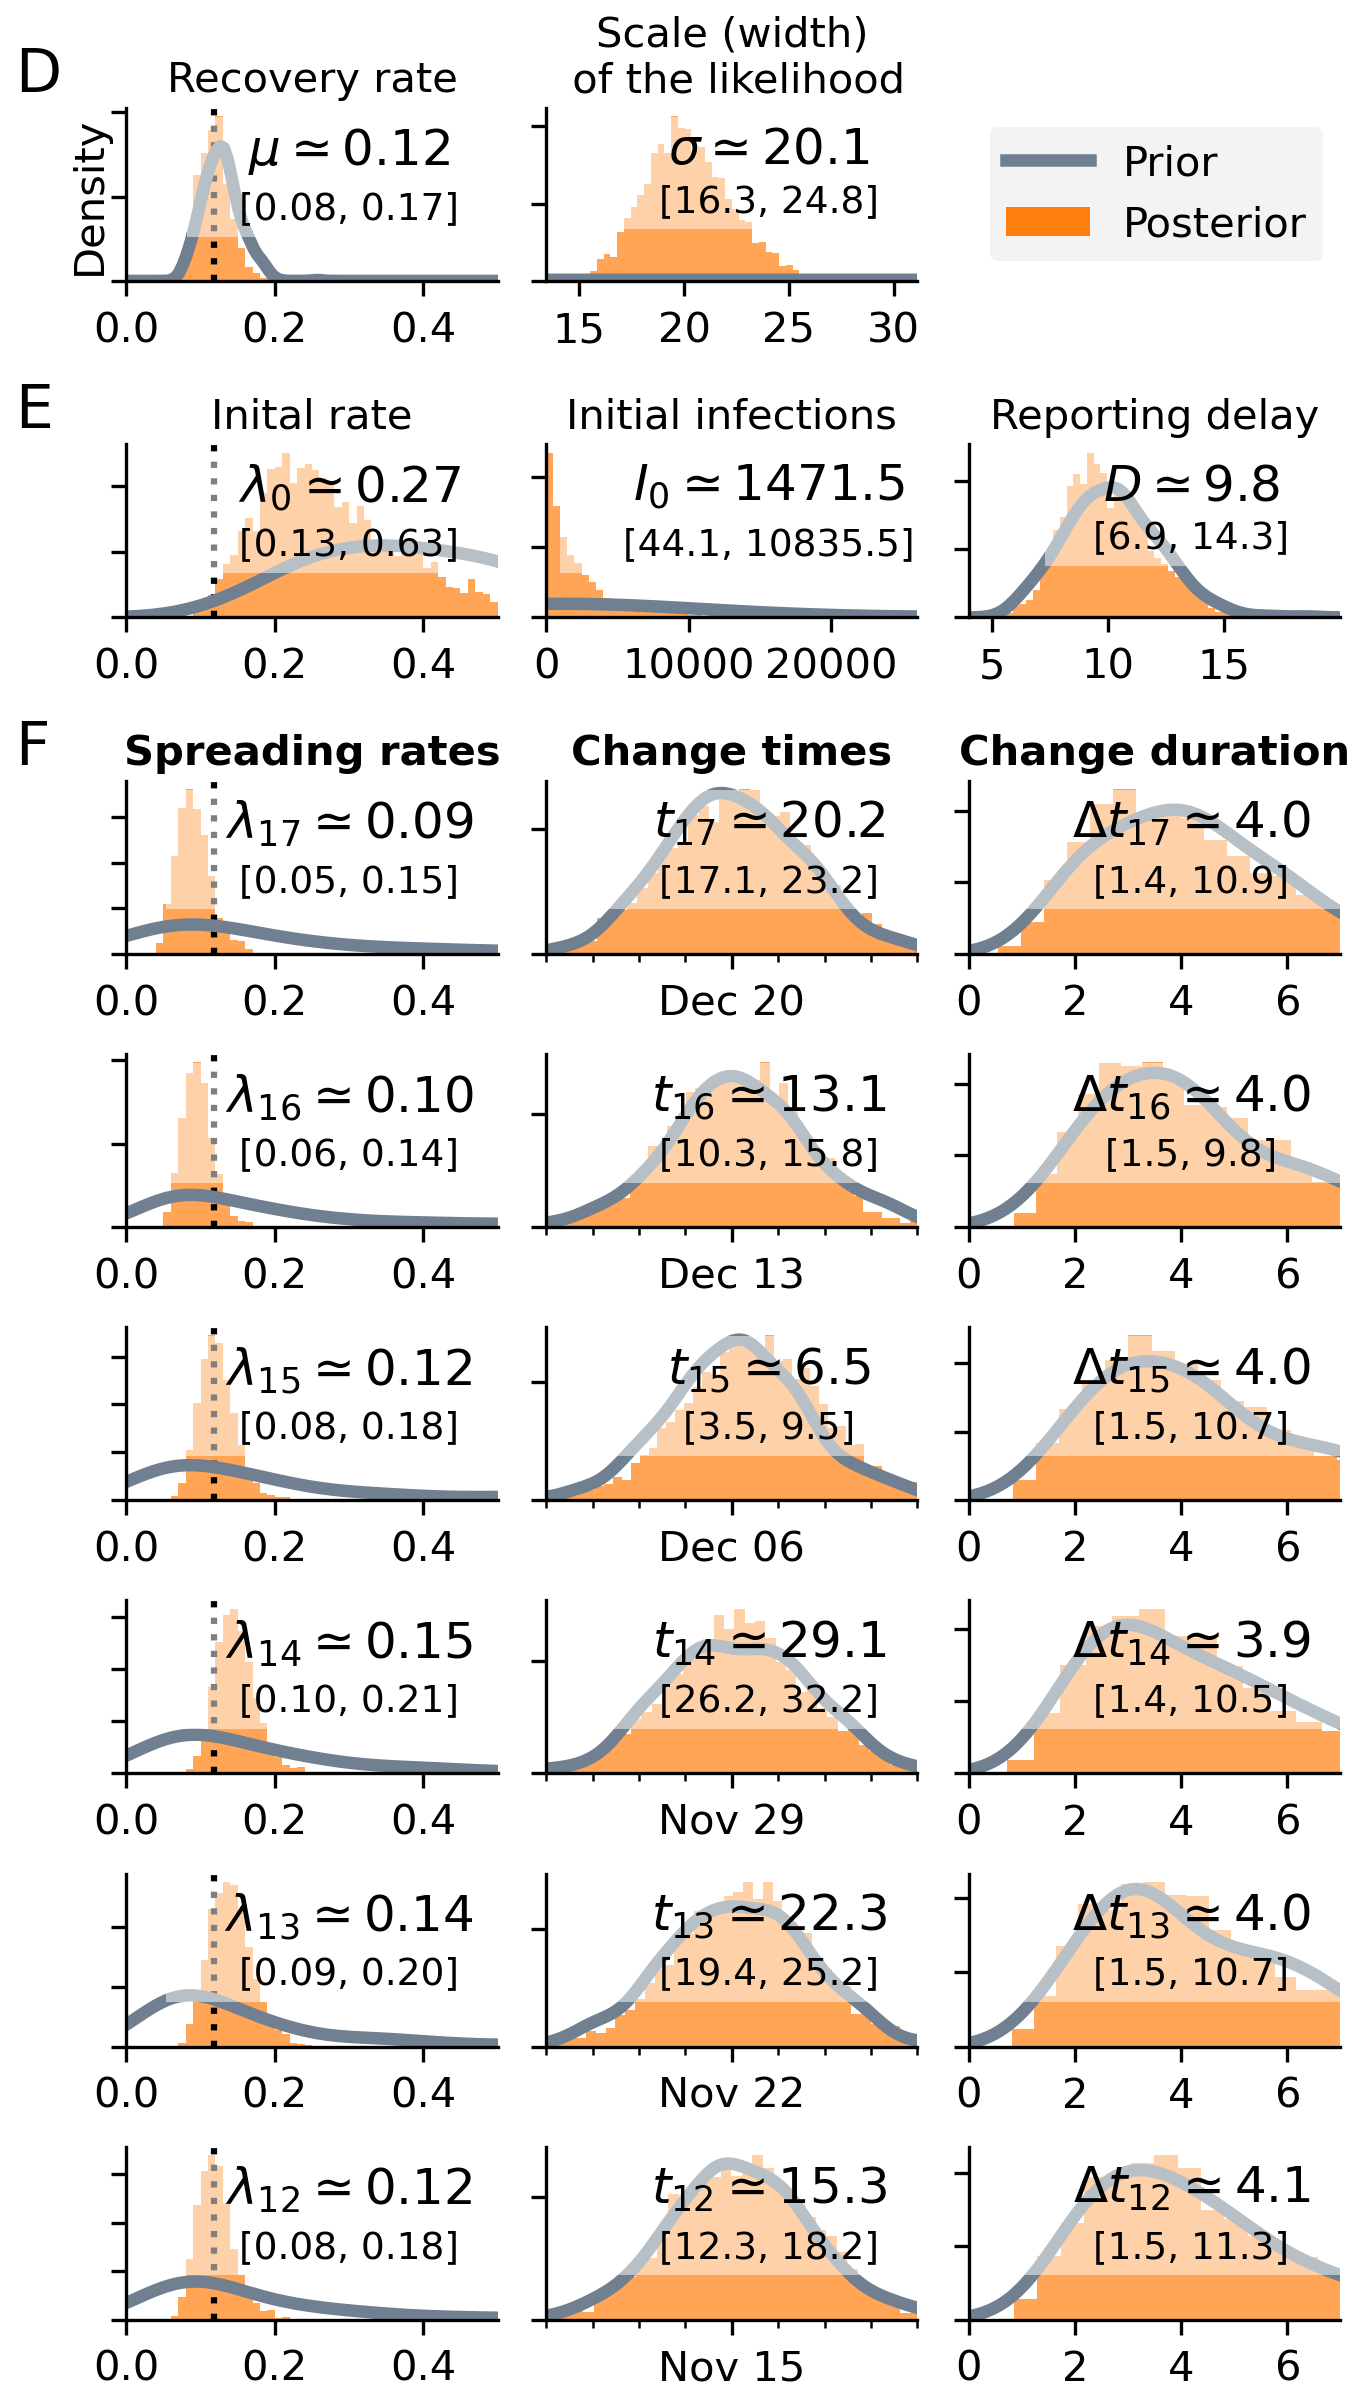 D
Recovery rate
Scale (width)
of the likelihood
Density
μ ≃ 0.12
[0.08, 0.17]
σ ≃ 20.1
[16.3, 24.8]
Prior
Posterior
0.0 0.2 0.4
15 20 25 30
E
Inital rate
Initial infections
Reporting delay
λ0 ≃ 0.27
[0.13, 0.63]
I0 ≃ 1471.5
[44.1, 10835.5]
D ≃ 9.8
[6.9, 14.3]
0.0 0.2 0.4
0 10000 20000
5 10 15
F
Spreading rates
Change times
Change duration
λ17 ≃ 0.09
[0.05, 0.15]
t17 ≃ 20.2
[17.1, 23.2]
Δt17 ≃ 4.0
[1.4, 10.9]
0.0 0.2 0.4
Dec 20
0 2 4 6
λ16 ≃ 0.10
[0.06, 0.14]
t16 ≃ 13.1
[10.3, 15.8]
Δt16 ≃ 4.0
[1.5, 9.8]
0.0 0.2 0.4
Dec 13
0 2 4 6
λ15 ≃ 0.12
[0.08, 0.18]
t15 ≃ 6.5
[3.5, 9.5]
Δt15 ≃ 4.0
[1.5, 10.7]
0.0 0.2 0.4
Dec 06
0 2 4 6
λ14 ≃ 0.15
[0.10, 0.21]
t14 ≃ 29.1
[26.2, 32.2]
Δt14 ≃ 3.9
[1.4, 10.5]
0.0 0.2 0.4
Nov 29
0 2 4 6
λ13 ≃ 0.14
[0.09, 0.20]
t13 ≃ 22.3
[19.4, 25.2]
Δt13 ≃ 4.0
[1.5, 10.7]
0.0 0.2 0.4
Nov 22
0 2 4 6
λ12 ≃ 0.12
[0.08, 0.18]
t12 ≃ 15.3
[12.3, 18.2]
Δt12 ≃ 4.1
[1.5, 11.3]
0.0 0.2 0.4
Nov 15
0 2 4 6